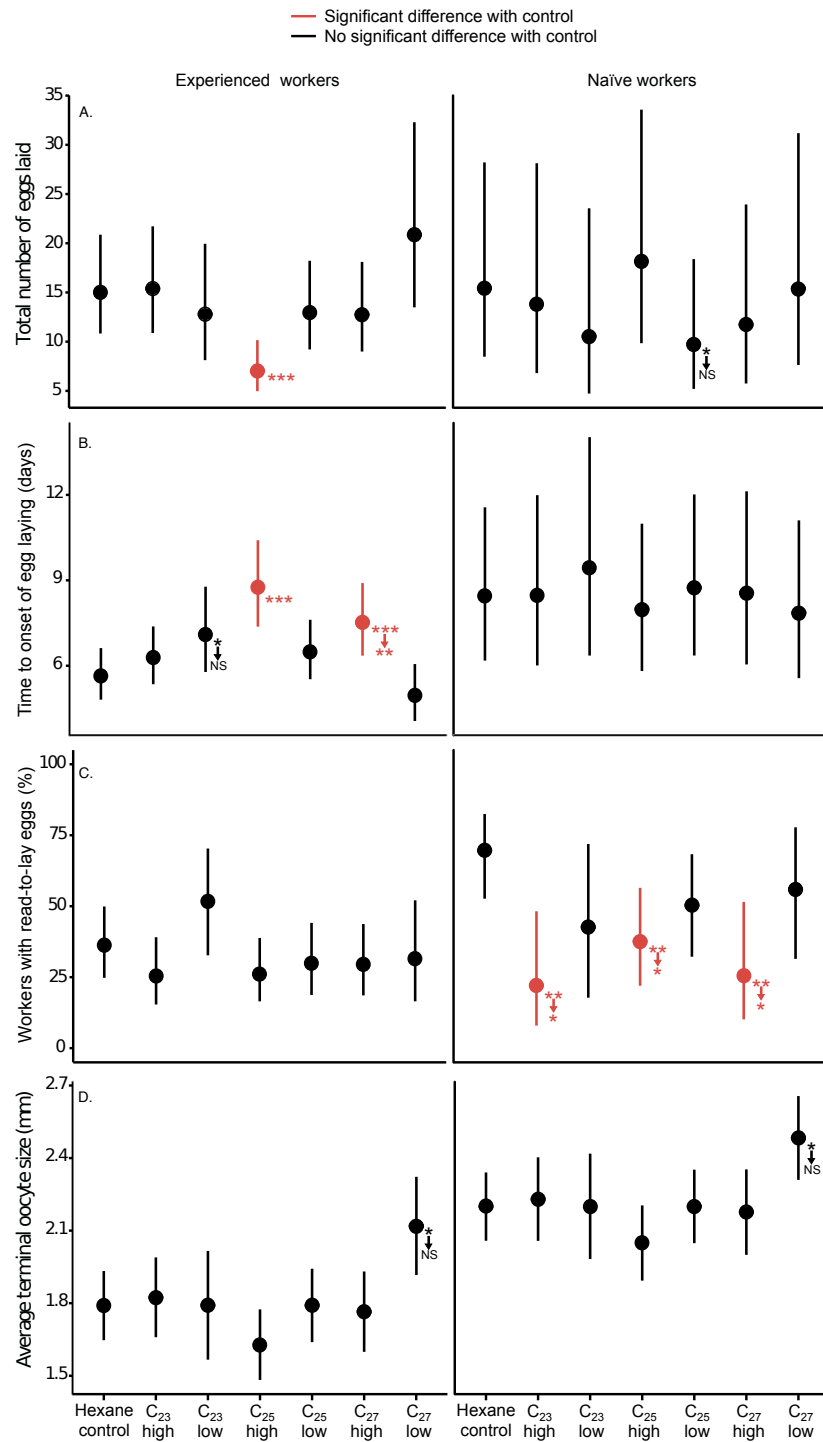 Significant difference with control
No significant difference with control
Experienced workers
Naïve workers
A.
Total number of eggs laid
35
30
25
20
15
10
5
***
*
NS
B.
Time to onset of egg laying (days)
12
9
6
*
NS
***
***
**
C.
Workers with read-to-lay eggs (%)
100
75
50
25
0
**
*
**
*
**
*
D.
Average terminal oocyte size (mm)
2.7
2.4
2.1
1.8
1.5
*
NS
*
NS
Hexane control
C23 high
C23 low
C25 high
C25 low
C27 high
C27 low
Hexane control
C23 high
C23 low
C25 high
C25 low
C27 high
C27 low